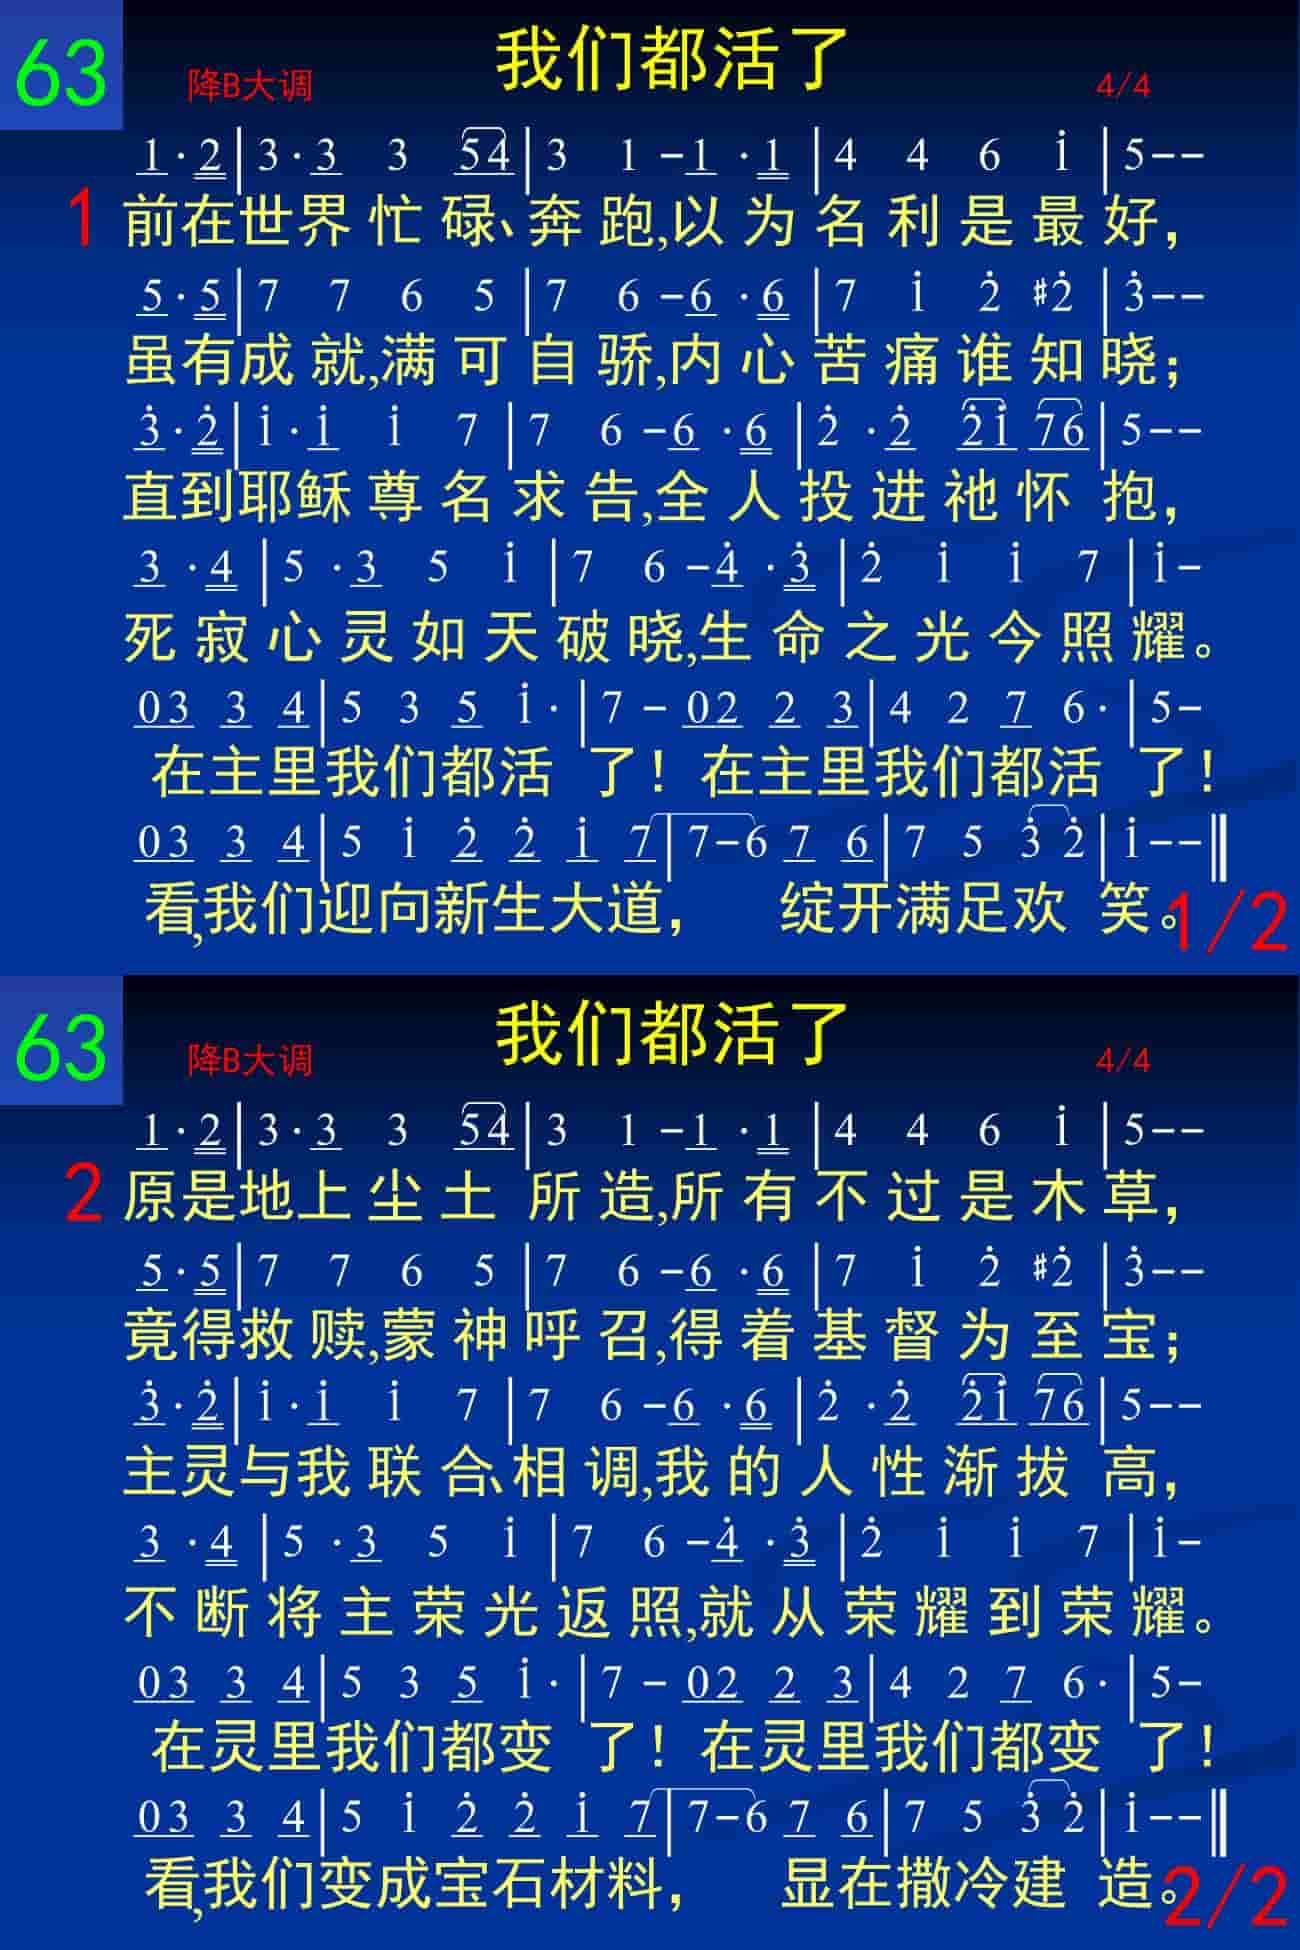 63
我们都活了
降B大调 4/4
1·2|3·3 3 54|3 1-1·1|4 4 6 i|5--
1 前在世界忙碌、奔跑,以为名利是最好，
5·5|7 7 6 5|7 6-6·6|7 i 2̇ #2̇|3̇--
虽有成就,满可自骄,内心苦痛谁知晓；
3̇·2̇|i·i i 7|7 6-6·6|2̇·2̇ 2̇i 76|5--
直到耶稣尊名求告,全人投进祂怀抱，
3·4|5·3 5 i|7 6-4̇·3̇|2̇ i i 7|i-
死寂心灵如天破晓,生命之光今照耀。
03 3 4|5 3 5 i·|7-02 2 3|4 2 7 6·|5-
在主里我们都活了！在主里我们都活了！
03 3 4|5 i 2̇ 2̇ i 7|7-6 7 6|7 5 3̇2̇|i--‖
看,我们迎向新生大道，绽开满足欢笑。
1/2
63
我们都活了
降B大调 4/4
1·2|3·3 3 54|3 1-1·1|4 4 6 i|5--
2 原是地上尘土所造,所有不过是木草，
5·5|7 7 6 5|7 6-6·6|7 i 2̇ #2̇|3̇--
竟得救赎,蒙神呼召,得着基督为至宝；
3̇·2̇|i·i i 7|7 6-6·6|2̇·2̇ 2̇i 76|5--
主灵与我联合、相调,我的人性渐拔高，
3·4|5·3 5 i|7 6-4̇·3̇|2̇ i i 7|i-
不断将主荣光返照,就从荣耀到荣耀。
03 3 4|5 3 5 i·|7-02 2 3|4 2 7 6·|5-
在灵里我们都变了！在灵里我们都变了！
03 3 4|5 i 2̇ 2̇ i 7|7-6 7 6|7 5 3̇2̇|i--‖
看,我们变成宝石材料，显在撒冷建造。
2/2